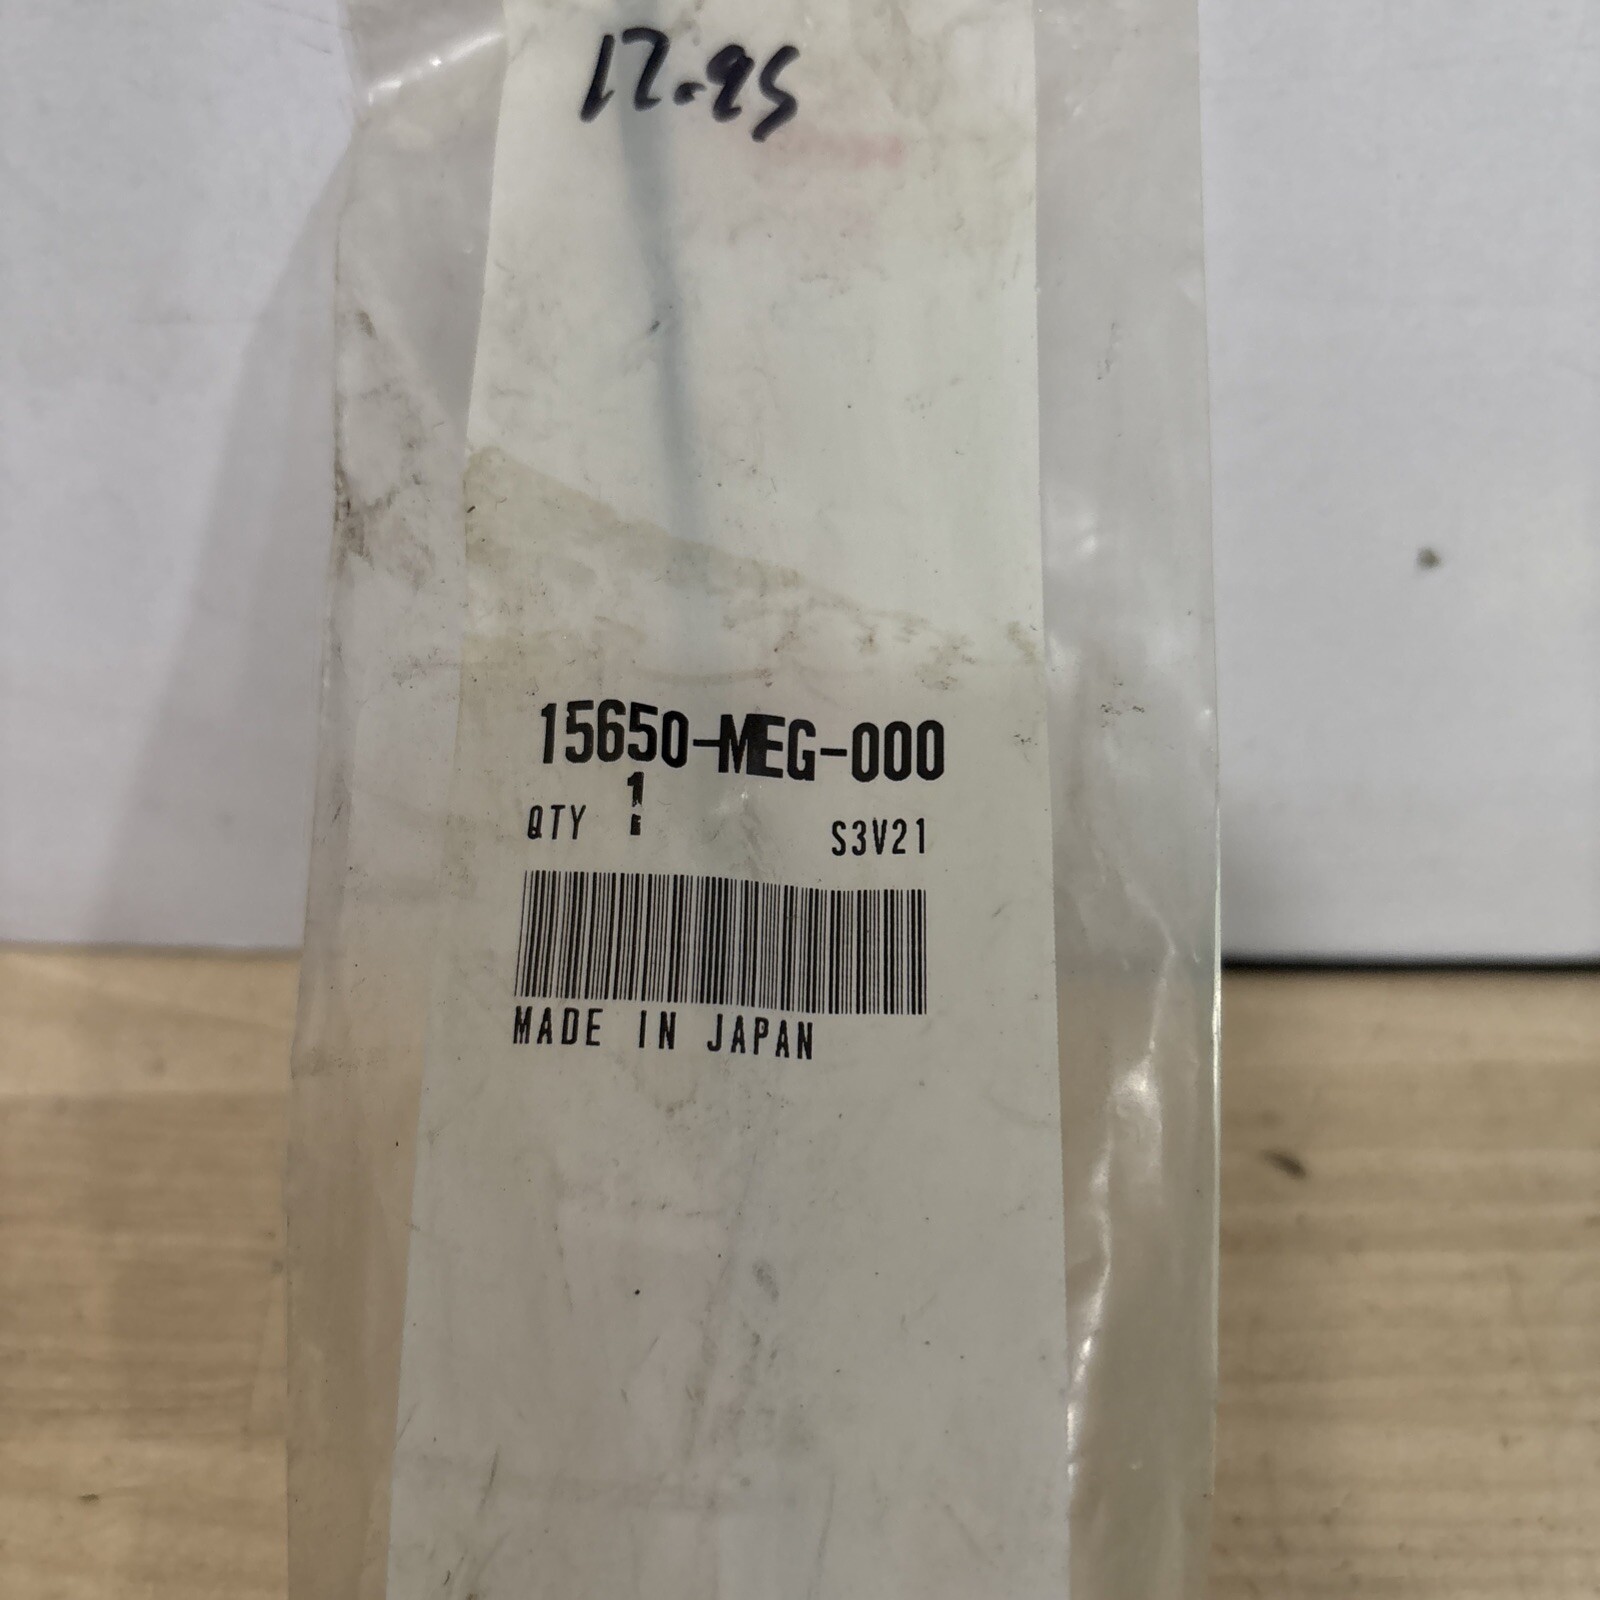 12.95
15650-MEG-000
QTY 1
S3V21
MADE IN JAPAN